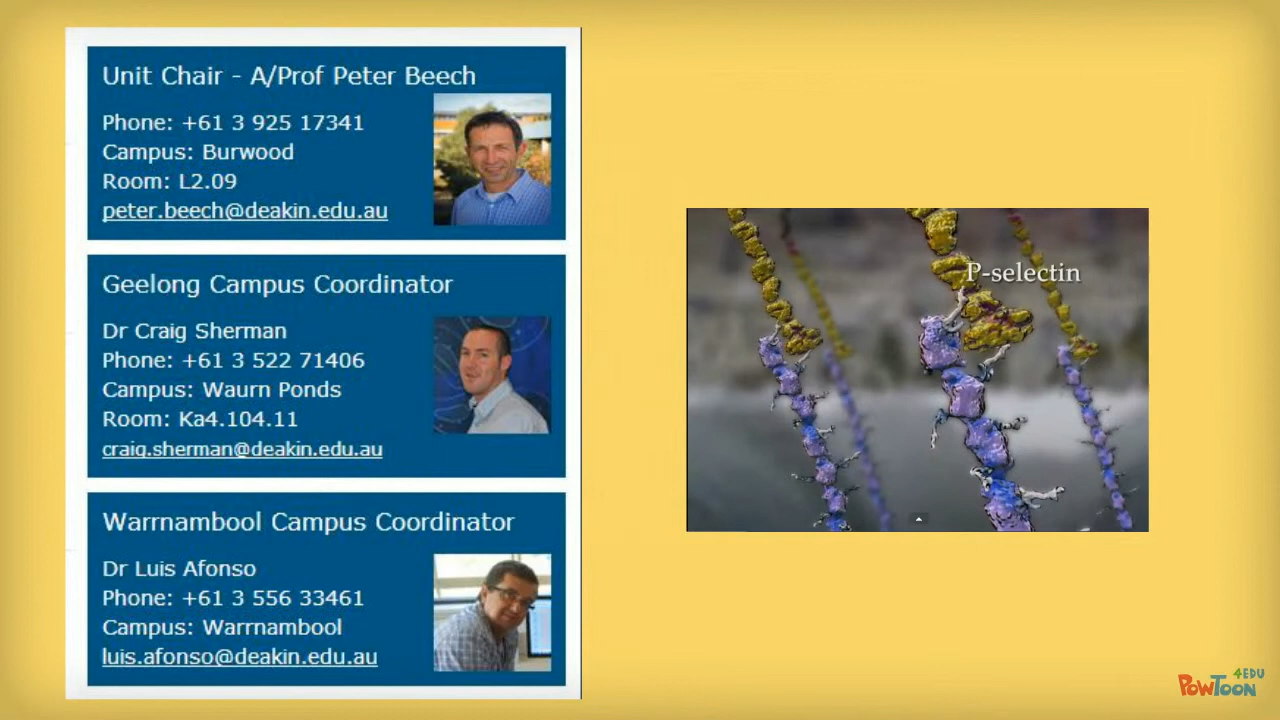 Unit Chair - A/Prof Peter Beech
Phone: +61 3 925 17341
Campus: Burwood
Room: L2.09
peter.beech@deakin.edu.au
Geelong Campus Coordinator
Dr Craig Sherman
Phone: +61 3 522 71406
Campus: Waurn Ponds
Room: Ka4.104.11
craig.sherman@deakin.edu.au
Warrnambool Campus Coordinator
Dr Luis Afonso
Phone: +61 3 556 33461
Campus: Warrnambool
luis.afonso@deakin.edu.au
P-selectin
4EDU
POWTOON